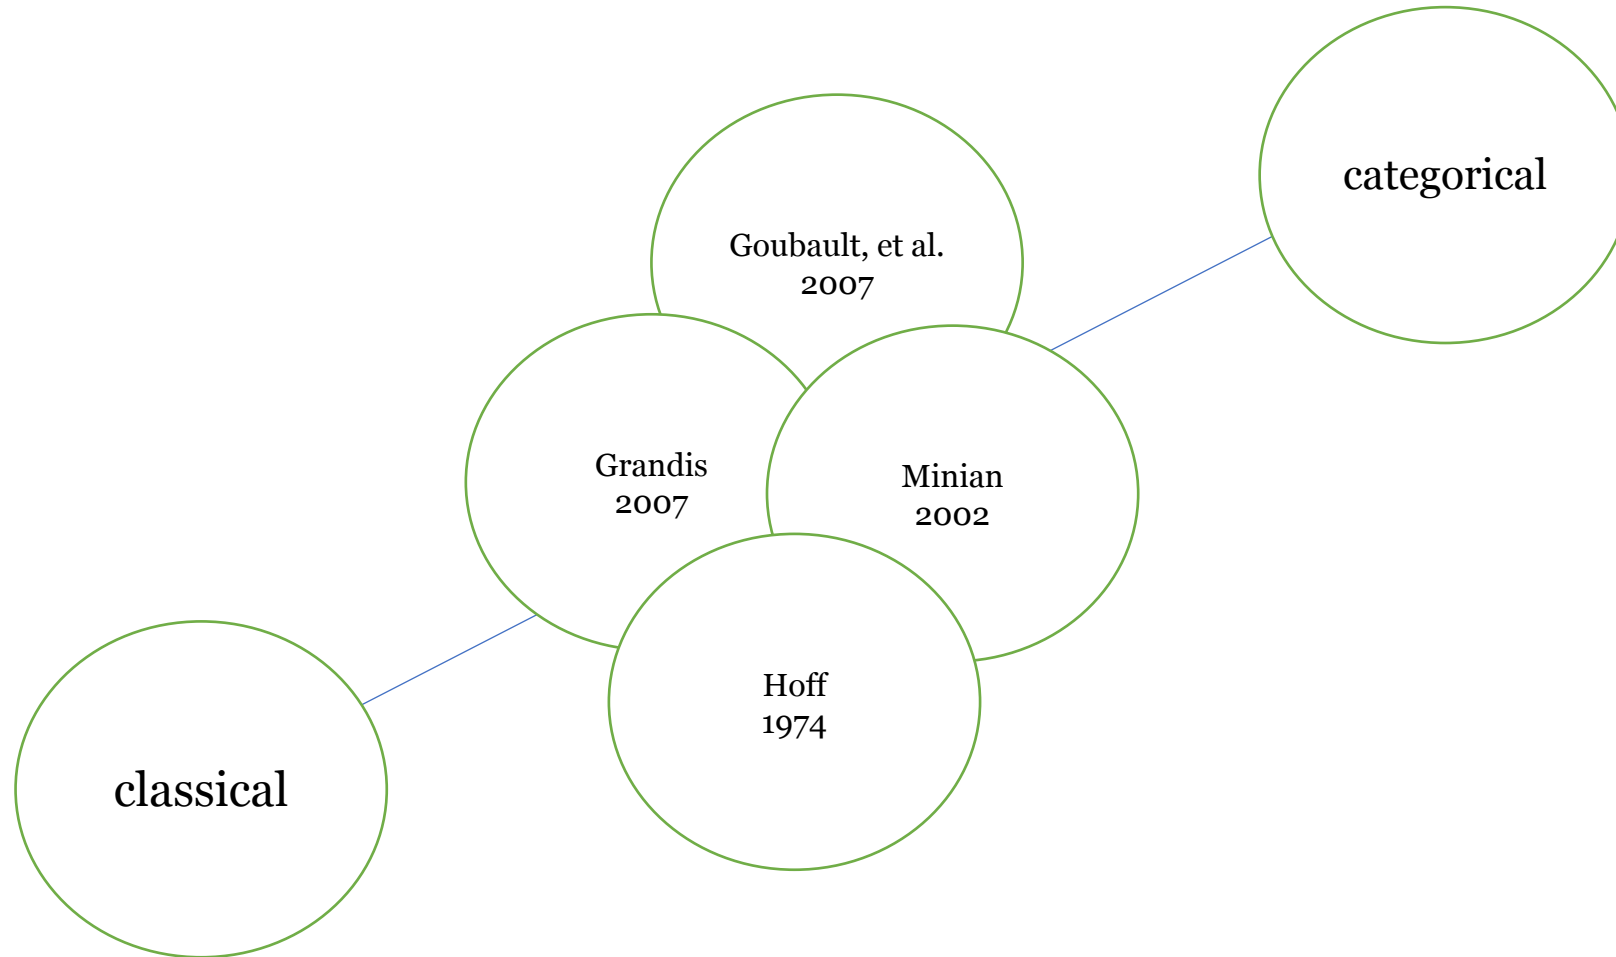 categorical
Goubault, et al.
2007
Grandis
2007
Minian
2002
Hoff
1974
classical